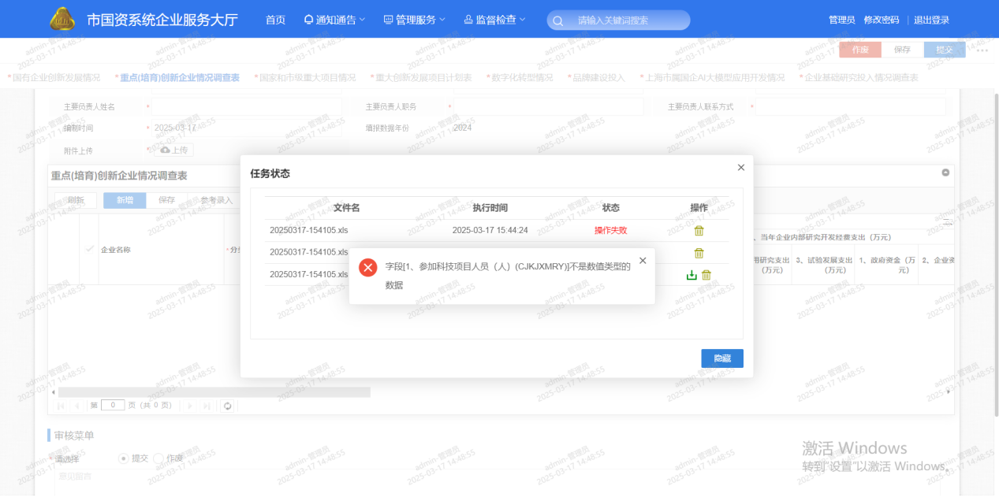 市国资系统企业服务大厅
首页
通知通告
管理服务
监督检查
请输入关键词搜索
管理员
修改密码
退出登录
作废
保存
提交
*国有企业创新发展情况
*重点(培育)创新企业情况调查表
*国家和市级重大项目情况
*重大创新发展项目计划表
*数字化转型情况
*品牌建设投入
*上海市属国企AI大模型应用开发情况
*企业基础研究投入情况调查表
主要负责人姓名 *
主要负责人职务 *
主要负责人联系方式 *
编制时间 * 2025-03-17
填报数据年份 2024
附件上传 * 上传
重点(培育)创新企业情况调查表
刷新
新增
保存
参考录入
企业名称
、当年企业内部研究开发经费支出（万元）
用研究支出
（万元）
3、试验发展支出
（万元）
1、政府资金（万
元）
任务状态
文件名
执行时间
状态
操作
20250317-154105.xls
2025-03-17 15:44:24
操作失败
20250317-154105.xls
20250317-154105.xls
字段[1、参加科技项目人员（人）(CJKJXMRY)]不是数值类型的
数据
隐藏
第 0 页（共 0 页）
审核菜单
*请选择
提交
作废
意见留言
激活 Windows
转到"设置"以激活 Windows。
admin-管理员
2025-03-17 14:48:55